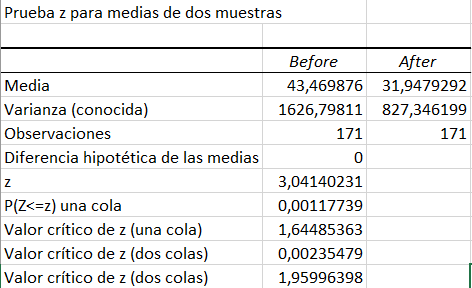 Prueba z para medias de dos muestras
Before After
Media 43,469876 31,9479292
Varianza (conocida) 1626,79811 827,346199
Observaciones 171 171
Diferencia hipotética de las medias 0
z 3,04140231
P(Z<=z) una cola 0,00117739
Valor crítico de z (una cola) 1,64485363
Valor crítico de z (dos colas) 0,00235479
Valor crítico de z (dos colas) 1,95996398